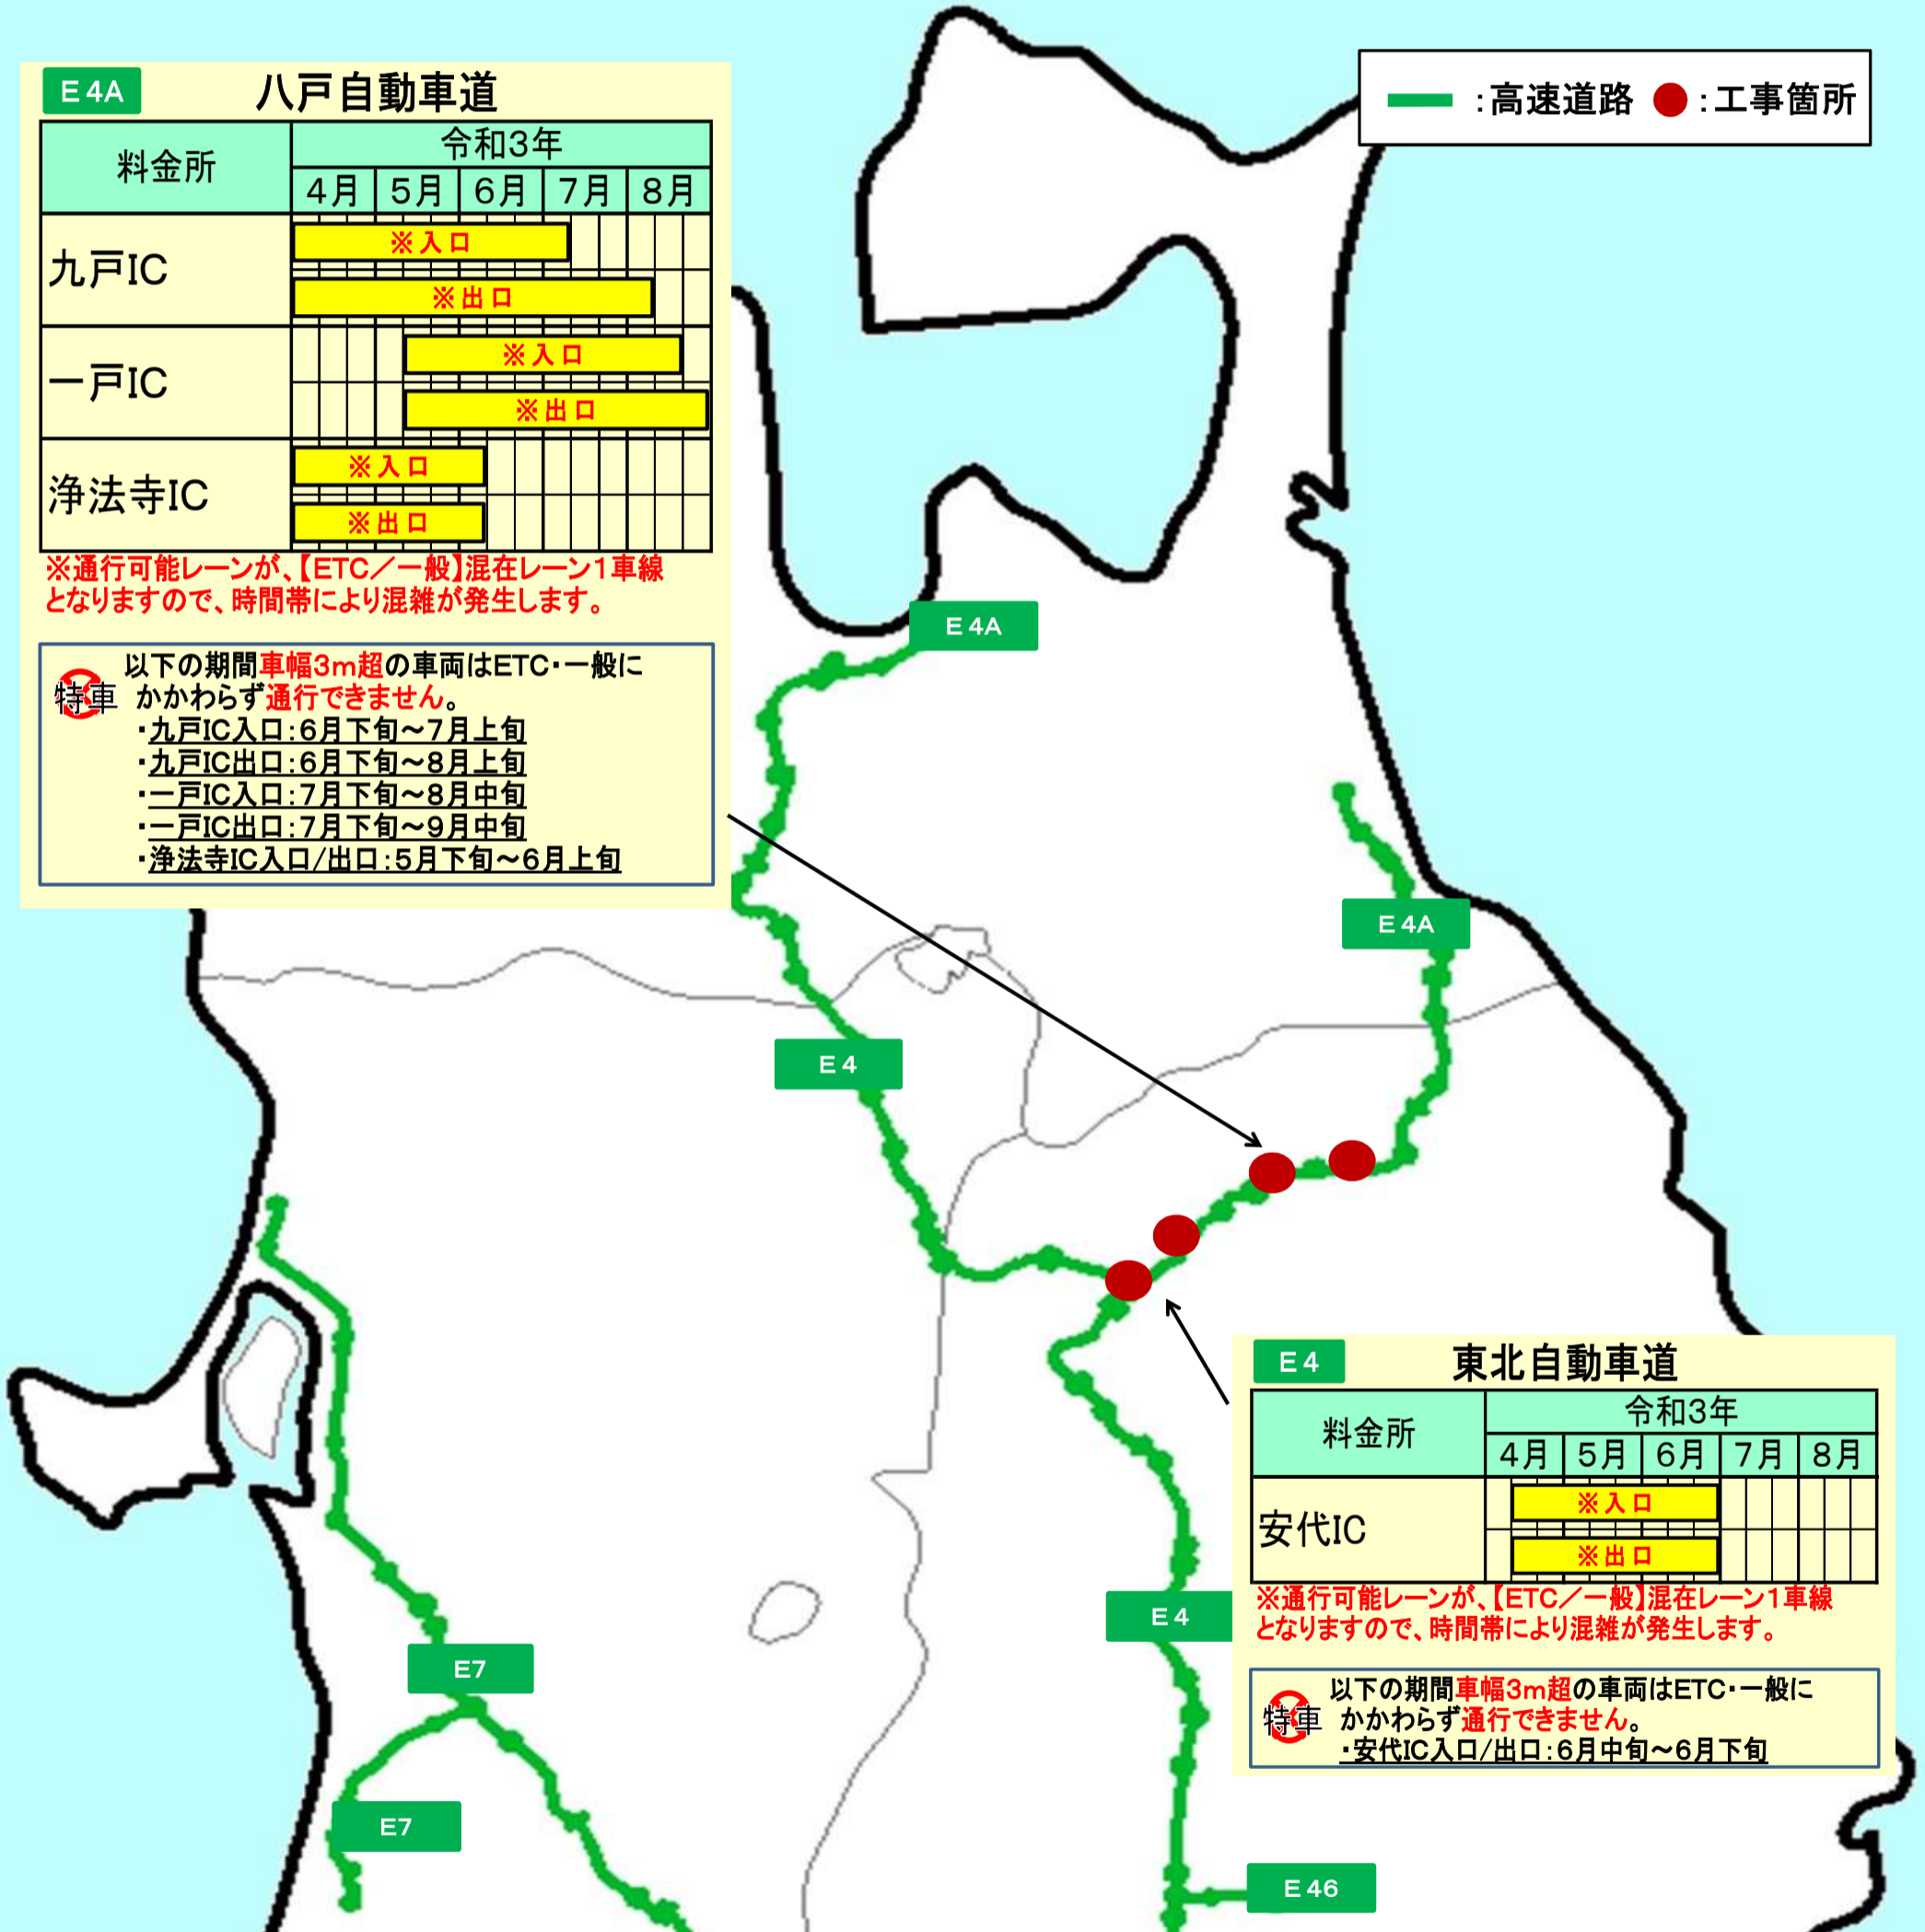 ：高速道路 ：工事箇所
E4A 八戸自動車道
料金所 令和3年
4月 5月 6月 7月 8月
九戸IC
※入口
※出口
一戸IC
※入口
※出口
浄法寺IC
※入口
※出口
※通行可能レーンが、【ETC／一般】混在レーン1車線
となりますので、時間帯により混雑が発生します。
特車
以下の期間車幅3m超の車両はETC・一般に
かかわらず通行できません。
・九戸IC入口：6月下旬～7月上旬
・九戸IC出口：6月下旬～8月上旬
・一戸IC入口：7月下旬～8月中旬
・一戸IC出口：7月下旬～9月中旬
・浄法寺IC入口/出口：5月下旬～6月上旬
E4A
E4A
E4
E4 東北自動車道
料金所 令和3年
4月 5月 6月 7月 8月
安代IC
※入口
※出口
※通行可能レーンが、【ETC／一般】混在レーン1車線
となりますので、時間帯により混雑が発生します。
特車
以下の期間車幅3m超の車両はETC・一般に
かかわらず通行できません。
・安代IC入口/出口：6月中旬～6月下旬
E4
E7
E7
E46